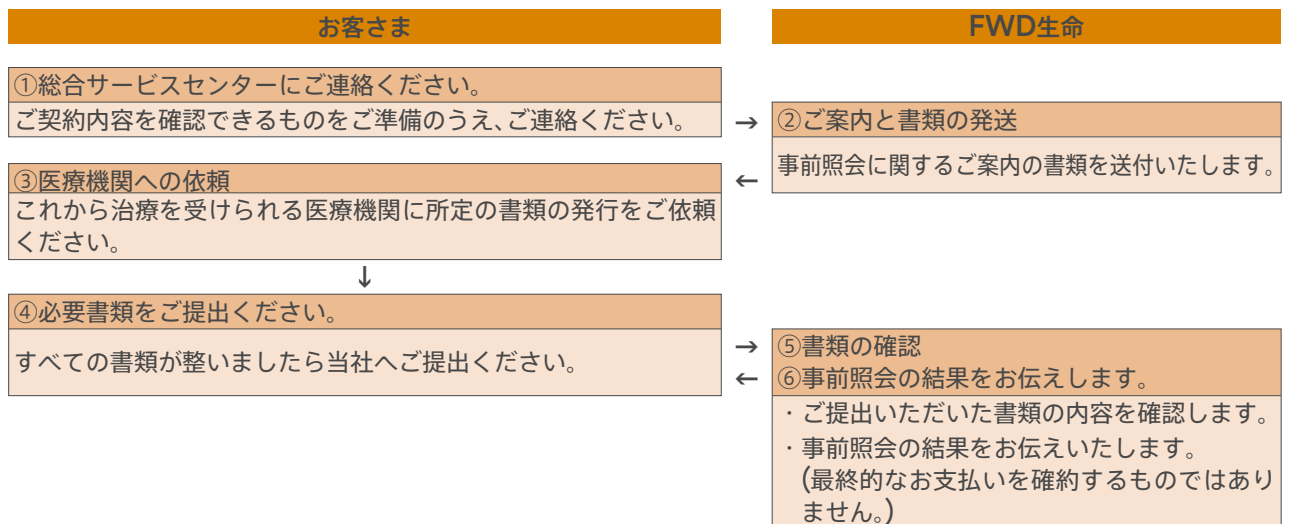 お客さま
FWD生命
①総合サービスセンターにご連絡ください。
ご契約内容を確認できるものをご準備のうえ、ご連絡ください。
→
②ご案内と書類の発送
事前照会に関するご案内の書類を送付いたします。
←
③医療機関への依頼
これから治療を受けられる医療機関に所定の書類の発行をご依頼
ください。
↓
④必要書類をご提出ください。
すべての書類が整いましたら当社へご提出ください。
→
←
⑤書類の確認
⑥事前照会の結果をお伝えします。
・ご提出いただいた書類の内容を確認します。
・事前照会の結果をお伝えいたします。
(最終的なお支払いを確約するものではあり
ません。)